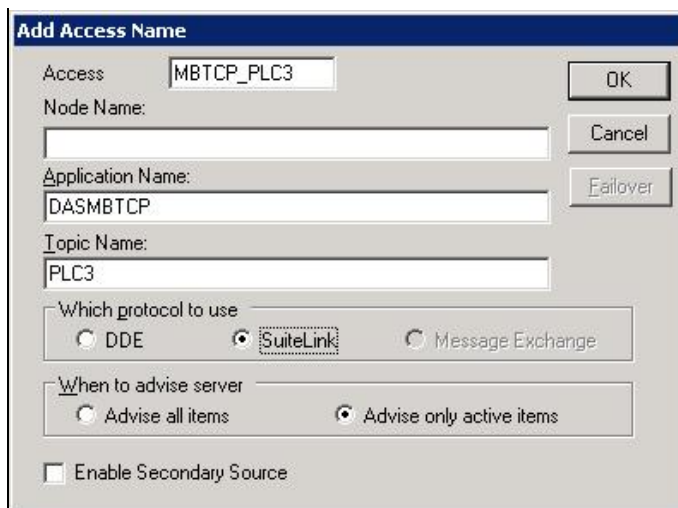 Add Access Name
Access MBTCP_PLC3
OK
Node Name:
Cancel
Application Name:
Failover
DASMBTCP
Topic Name:
PLC3
Which protocol to use
DDE SuiteLink Message Exchange
When to advise server
Advise all items Advise only active items
Enable Secondary Source